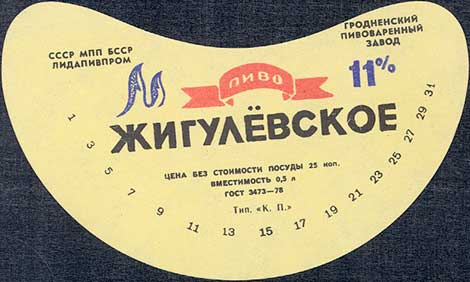 СССР МПП БССР
ЛИДАПИВПРОМ
ГРОДНЕНСКИЙ
ПИВОВАРЕННЫЙ
ЗАВОД
ПИВО
11%
ЖИГУЛЁВСКОЕ
ЦЕНА БЕЗ СТОИМОСТИ ПОСУДЫ 25 коп.
ВМЕСТИМОСТЬ 0,5 л
ГОСТ 3473—78
Тип. «К. П.»
1 3 5 7 9 11 13 15 17 19 21 23 25 27 29 31